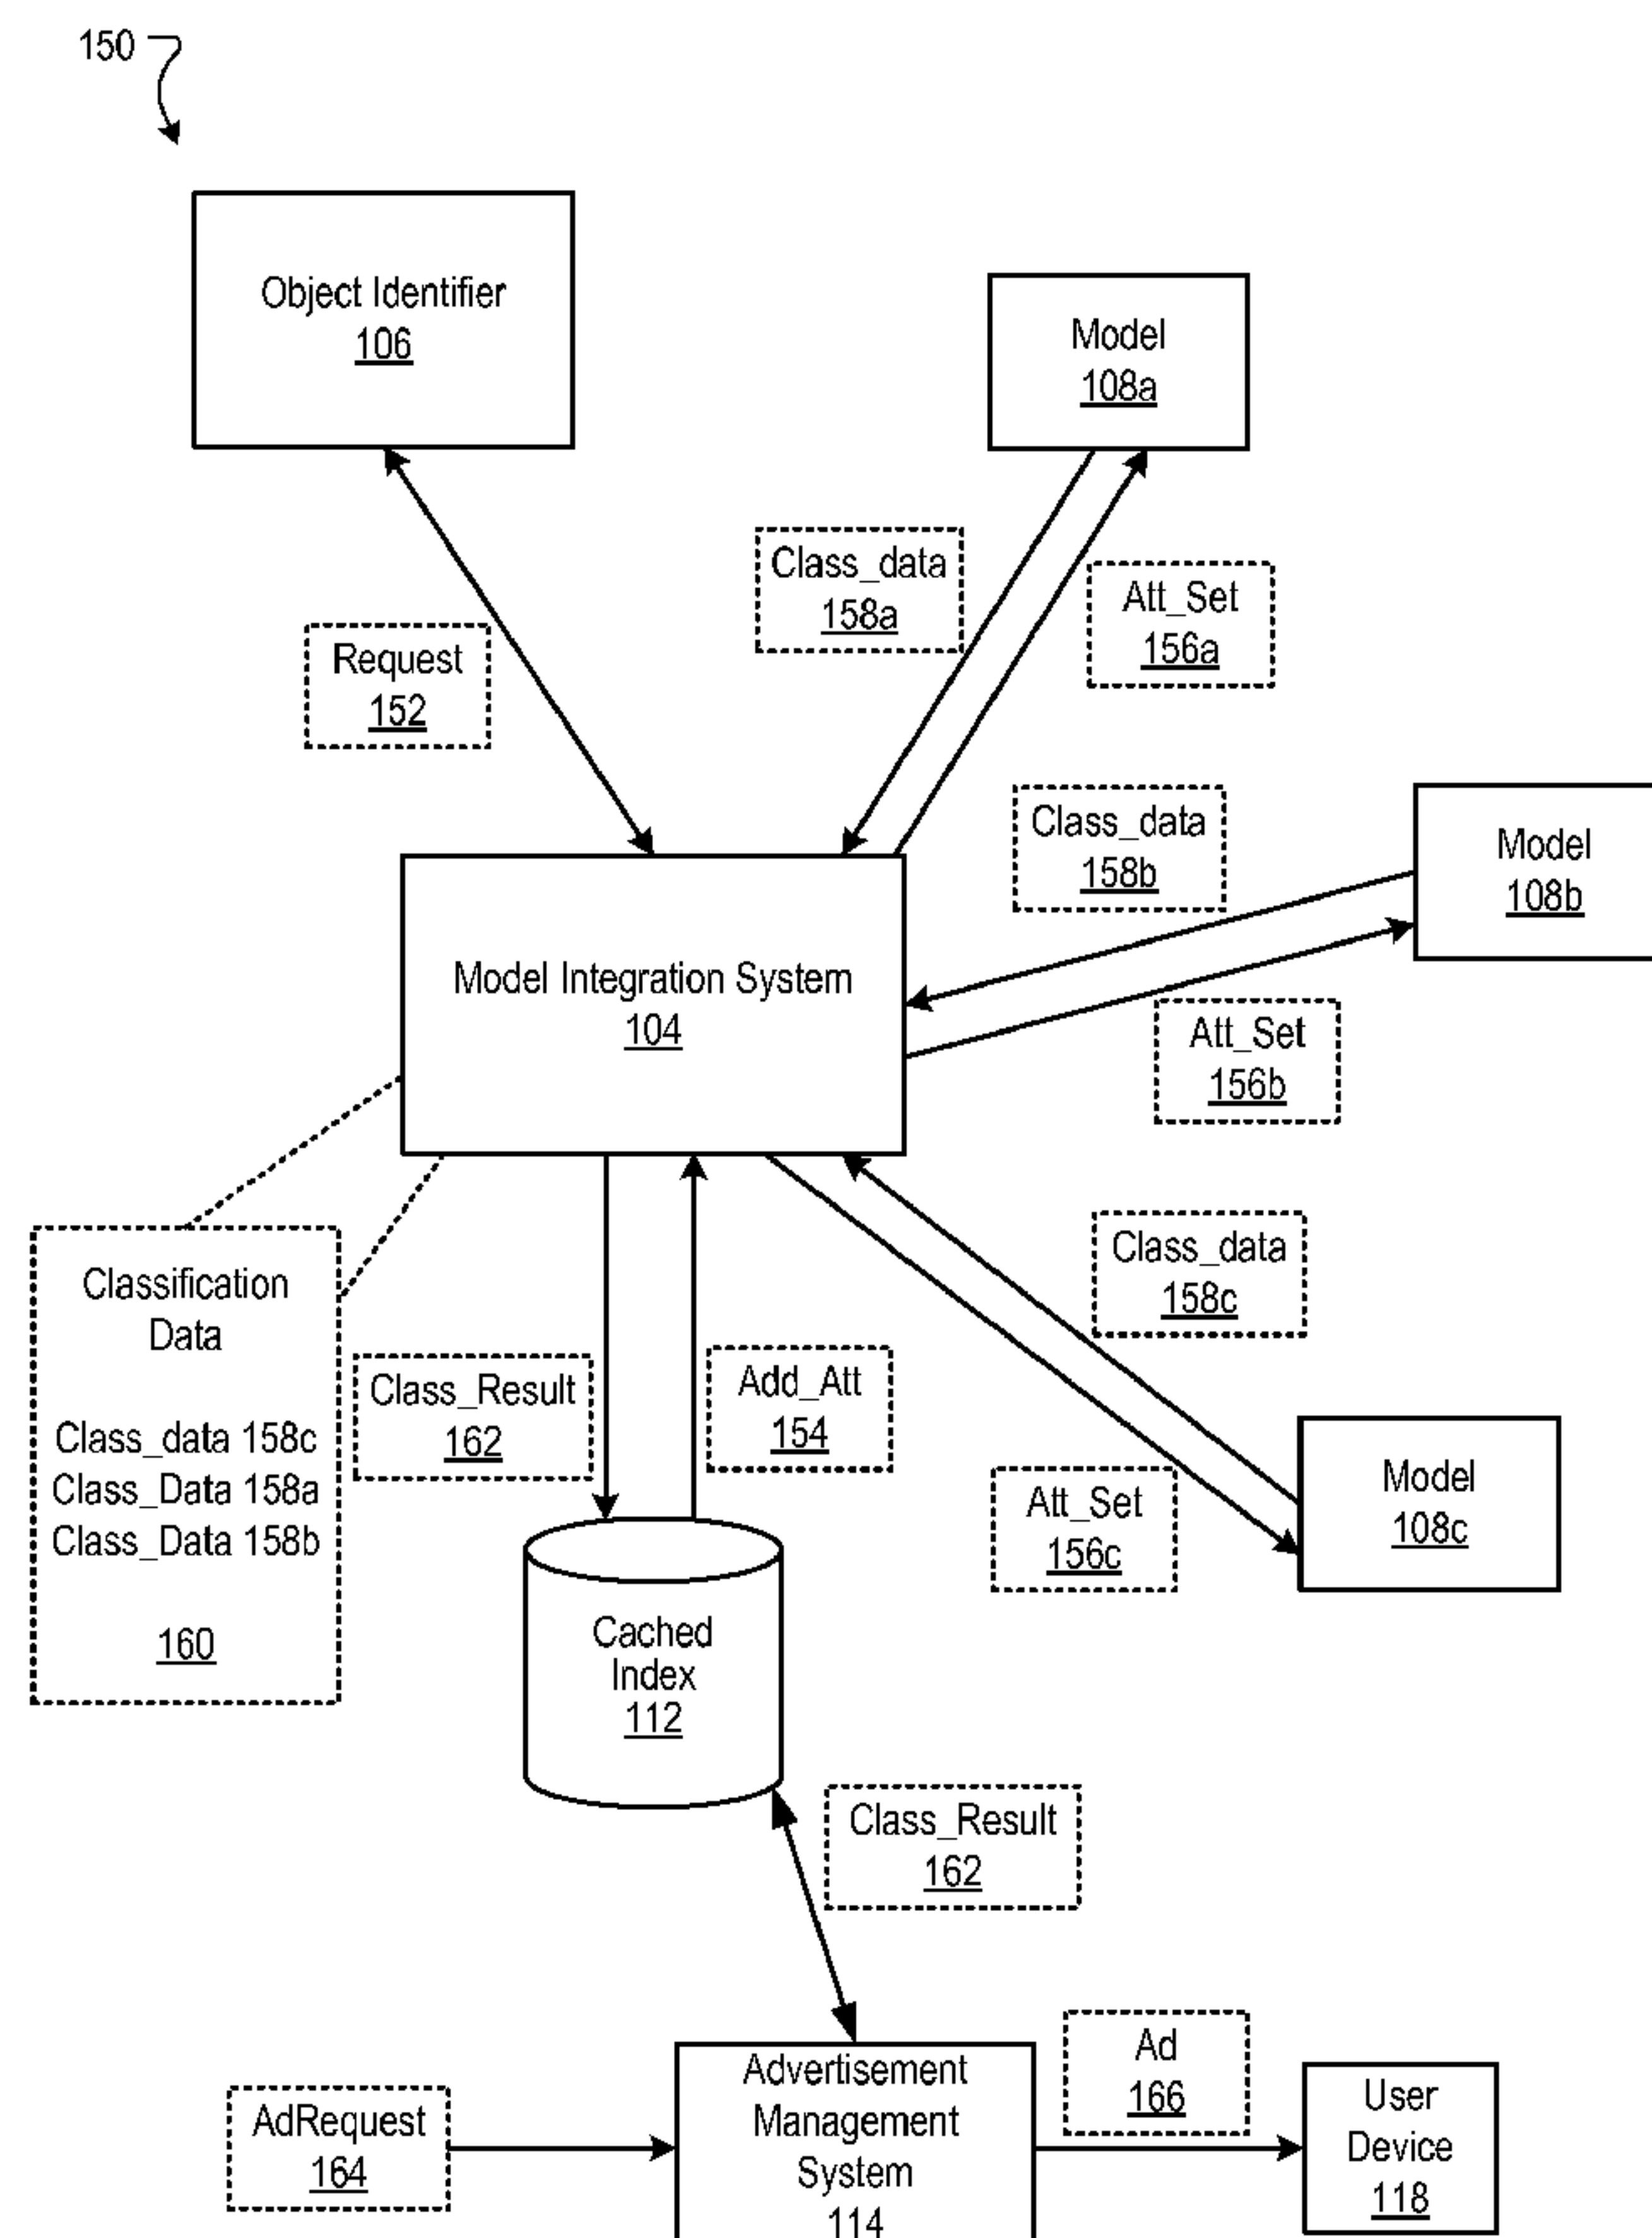 150
Object Identifier
106
Model
108a
Class_data
158a
Att_Set
156a
Request
152
Class_data
158b
Model
108b
Model Integration System
104
Att_Set
156b
Classification
Data
Class_data 158c
Class_Data 158a
Class_Data 158b
160
Class_Result
162
Add_Att
154
Class_data
158c
Att_Set
156c
Model
108c
Cached
Index
112
Class_Result
162
AdRequest
164
Advertisement
Management
System
114
Ad
166
User
Device
118